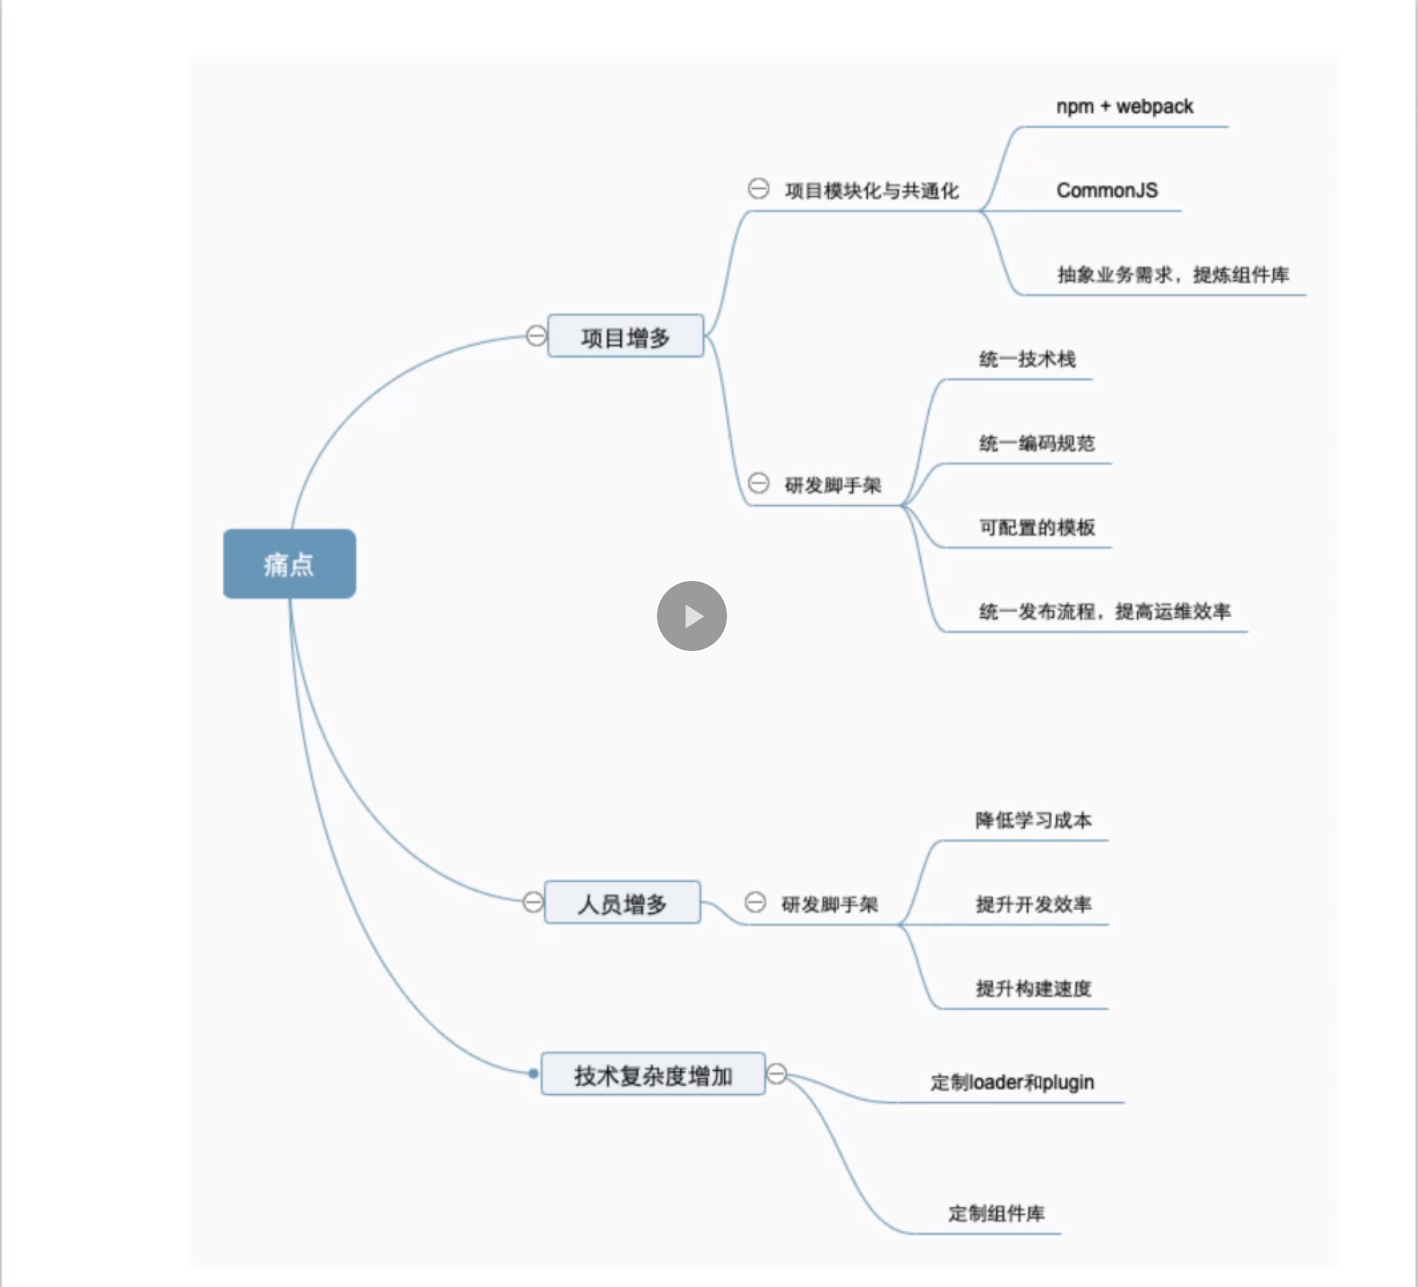 npm + webpack
项目模块化与共通化
CommonJS
抽象业务需求，提炼组件库
项目增多
统一技术栈
统一编码规范
研发脚手架
可配置的模板
统一发布流程，提高运维效率
痛点
降低学习成本
人员增多
研发脚手架
提升开发效率
提升构建速度
技术复杂度增加
定制loader和plugin
定制组件库